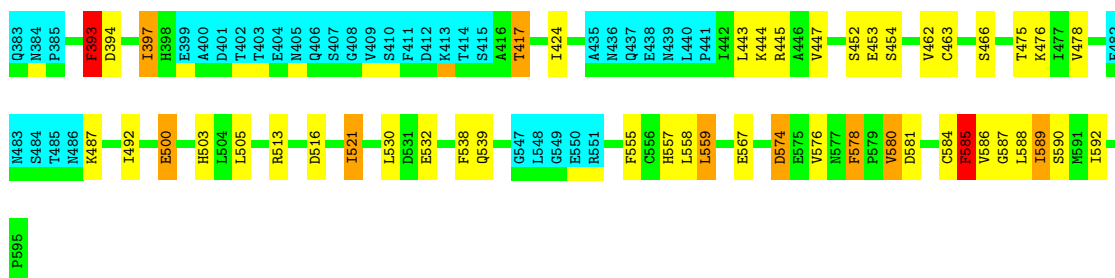 Q383 N384 P385 F393 D394 I397 H398 E399 A400 D401 T402 T403 E404 N405 Q406 S407 G408 V409 S410 F411 D412 K413 T414 S415 A416 T417 I424 A435 N436 Q437 E438 N439 L440 P441 I442 L443 K444 R445 A446 V447 S452 E453 S454 V462 C463 S466 T475 K476 I477 V478
N483 S484 T485 N486 K487 I492 E500 H503 L504 L505 R513 D516 I521 L530 D531 E532 F538 Q539 G547 L548 G549 E550 R551 F555 C556 H557 L558 L559 E567 D574 E575 V576 N577 F578 P579 V580 D581 C584 F585 V586 G587 L588 I589 S590 M591 I592
P595